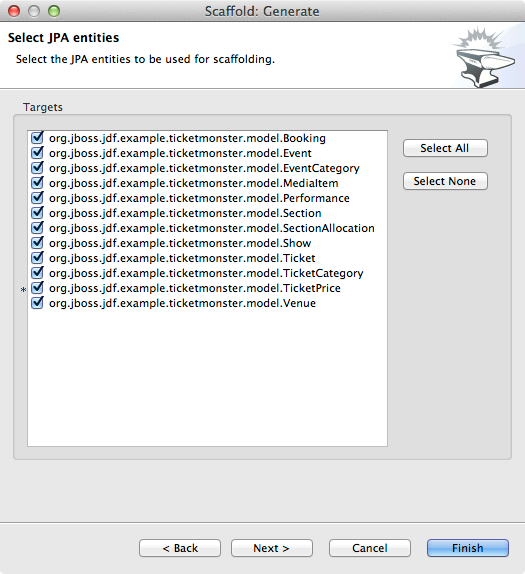 Scaffold: Generate
Select JPA entities
Select the JPA entities to be used for scaffolding.
Targets
org.jboss.jdf.example.ticketmonster.model.Booking
org.jboss.jdf.example.ticketmonster.model.Event
org.jboss.jdf.example.ticketmonster.model.EventCategory
org.jboss.jdf.example.ticketmonster.model.MediaItem
org.jboss.jdf.example.ticketmonster.model.Performance
org.jboss.jdf.example.ticketmonster.model.Section
org.jboss.jdf.example.ticketmonster.model.SectionAllocation
org.jboss.jdf.example.ticketmonster.model.Show
org.jboss.jdf.example.ticketmonster.model.Ticket
org.jboss.jdf.example.ticketmonster.model.TicketCategory
* org.jboss.jdf.example.ticketmonster.model.TicketPrice
org.jboss.jdf.example.ticketmonster.model.Venue
Select All
Select None
< Back
Next >
Cancel
Finish